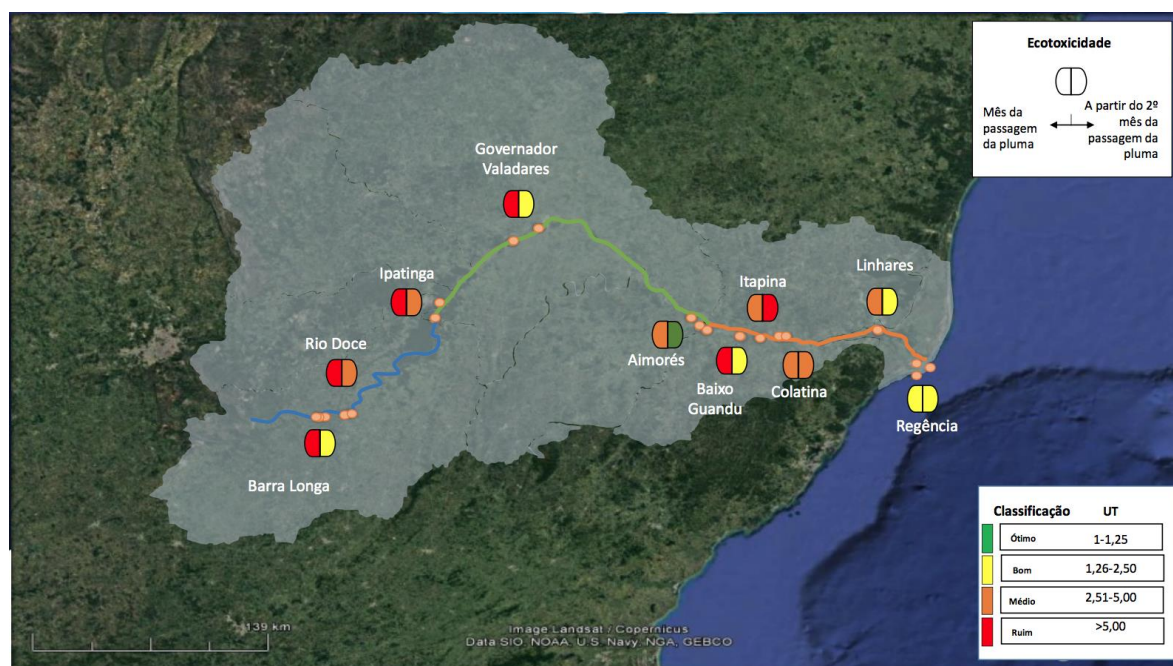 Ecotoxicidade
Mês da
passagem
da pluma
A partir do 2º
mês da
passagem da
pluma
Governador
Valadares
Ipatinga
Rio Doce
Barra Longa
Aimorés
Baixo
Guandu
Itapina
Colatina
Linhares
Regência
Classificação UT
Ótimo 1-1,25
Bom 1,26-2,50
Médio 2,51-5,00
Ruim >5,00
139 km
Image Landsat / Copernicus
Data SIO, NOAA, U.S. Navy, NGA, GEBCO